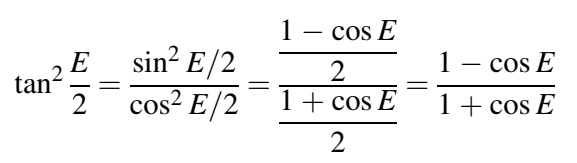 tan² E/2 = sin² E/2 / cos² E/2 = ((1 − cos E)/2) / ((1 + cos E)/2) = (1 − cos E)/(1 + cos E)